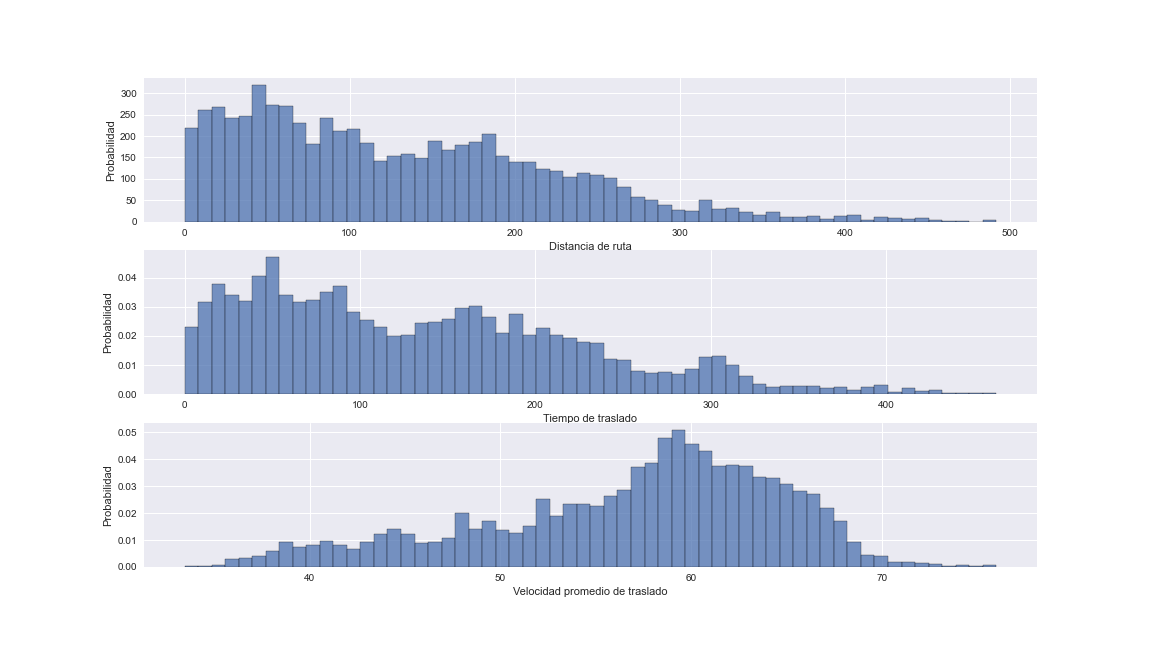 300
250
200
150
100
50
0
Probabilidad
0 100 200 300 400 500
Distancia de ruta
0.04
0.03
0.02
0.01
0.00
Probabilidad
0 100 200 300 400
Tiempo de traslado
0.05
0.04
0.03
0.02
0.01
0.00
Probabilidad
40 50 60 70
Velocidad promedio de traslado